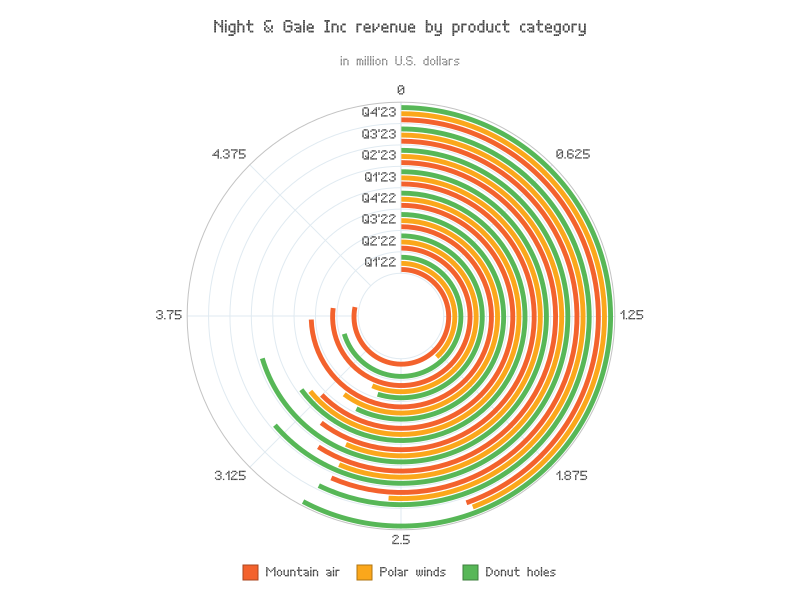 Night & Gale Inc revenue by product category
in million U.S. dollars
0
0.625
1.25
1.875
2.5
3.125
3.75
4.375
Q4'23
Q3'23
Q2'23
Q1'23
Q4'22
Q3'22
Q2'22
Q1'22
Mountain air
Polar winds
Donut holes